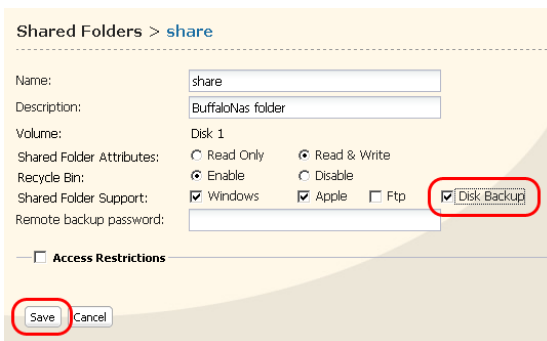 Shared Folders > share
Name: share
Description: BuffaloNas folder
Volume: Disk 1
Shared Folder Attributes: Read Only Read & Write
Recycle Bin: Enable Disable
Shared Folder Support: Windows Apple Ftp Disk Backup
Remote backup password:
Access Restrictions
Save Cancel